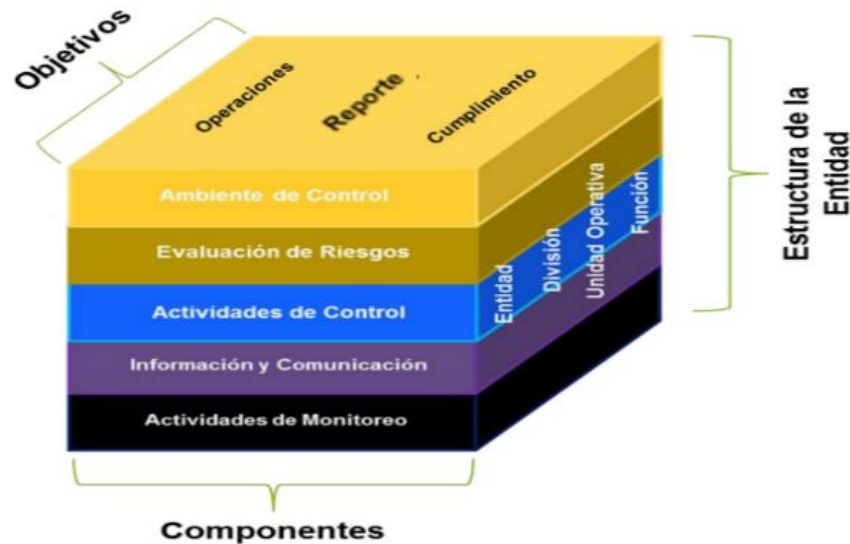 Objetivos
Operaciones
Reporte
Cumplimiento
Ambiente de Control
Evaluación de Riesgos
Actividades de Control
Información y Comunicación
Actividades de Monitoreo
Entidad
División
Unidad Operativa
Función
Estructura de la
Entidad
Componentes